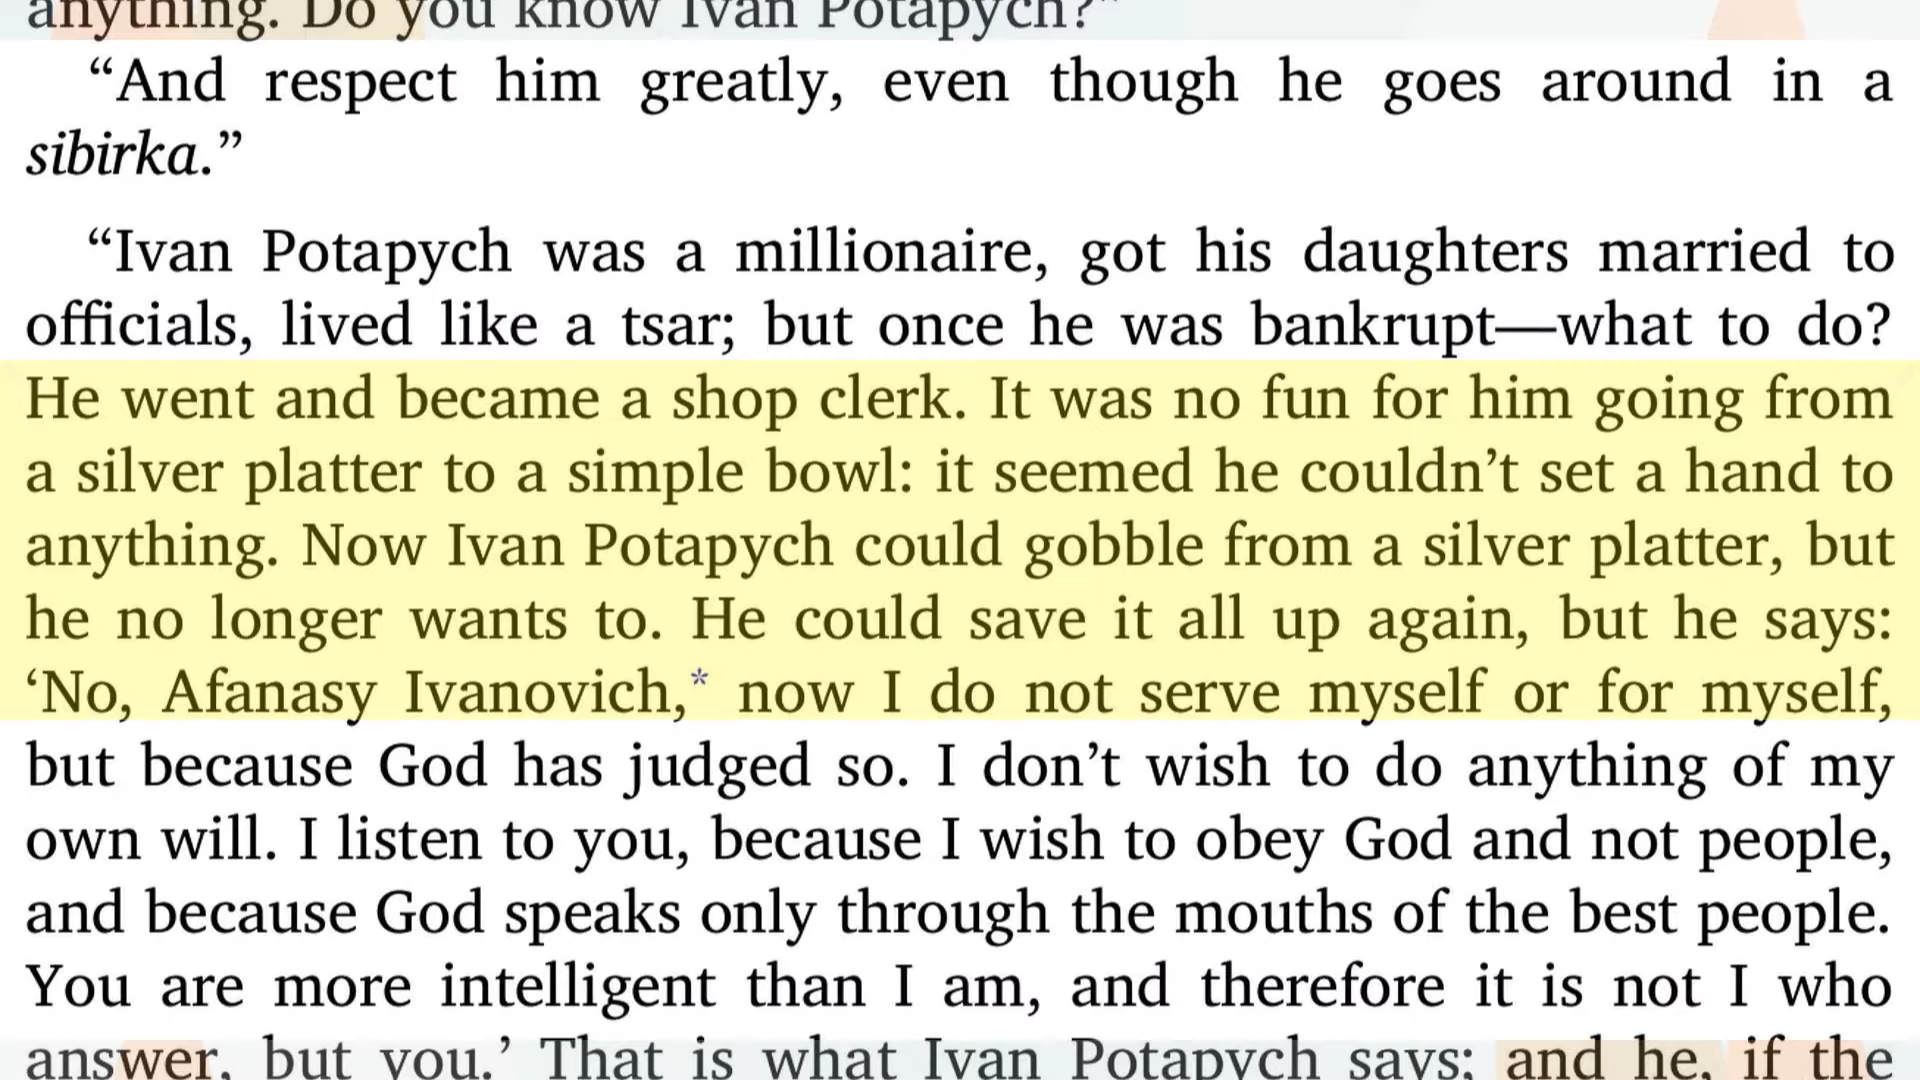 anything. Do you know Ivan Potapych?”
“And respect him greatly, even though he goes around in a
sibirka.”
“Ivan Potapych was a millionaire, got his daughters married to
officials, lived like a tsar; but once he was bankrupt—what to do?
He went and became a shop clerk. It was no fun for him going from
a silver platter to a simple bowl: it seemed he couldn’t set a hand to
anything. Now Ivan Potapych could gobble from a silver platter, but
he no longer wants to. He could save it all up again, but he says:
‘No, Afanasy Ivanovich,* now I do not serve myself or for myself,
but because God has judged so. I don’t wish to do anything of my
own will. I listen to you, because I wish to obey God and not people,
and because God speaks only through the mouths of the best people.
You are more intelligent than I am, and therefore it is not I who
answer, but you.’ That is what Ivan Potapych says; and he, if the